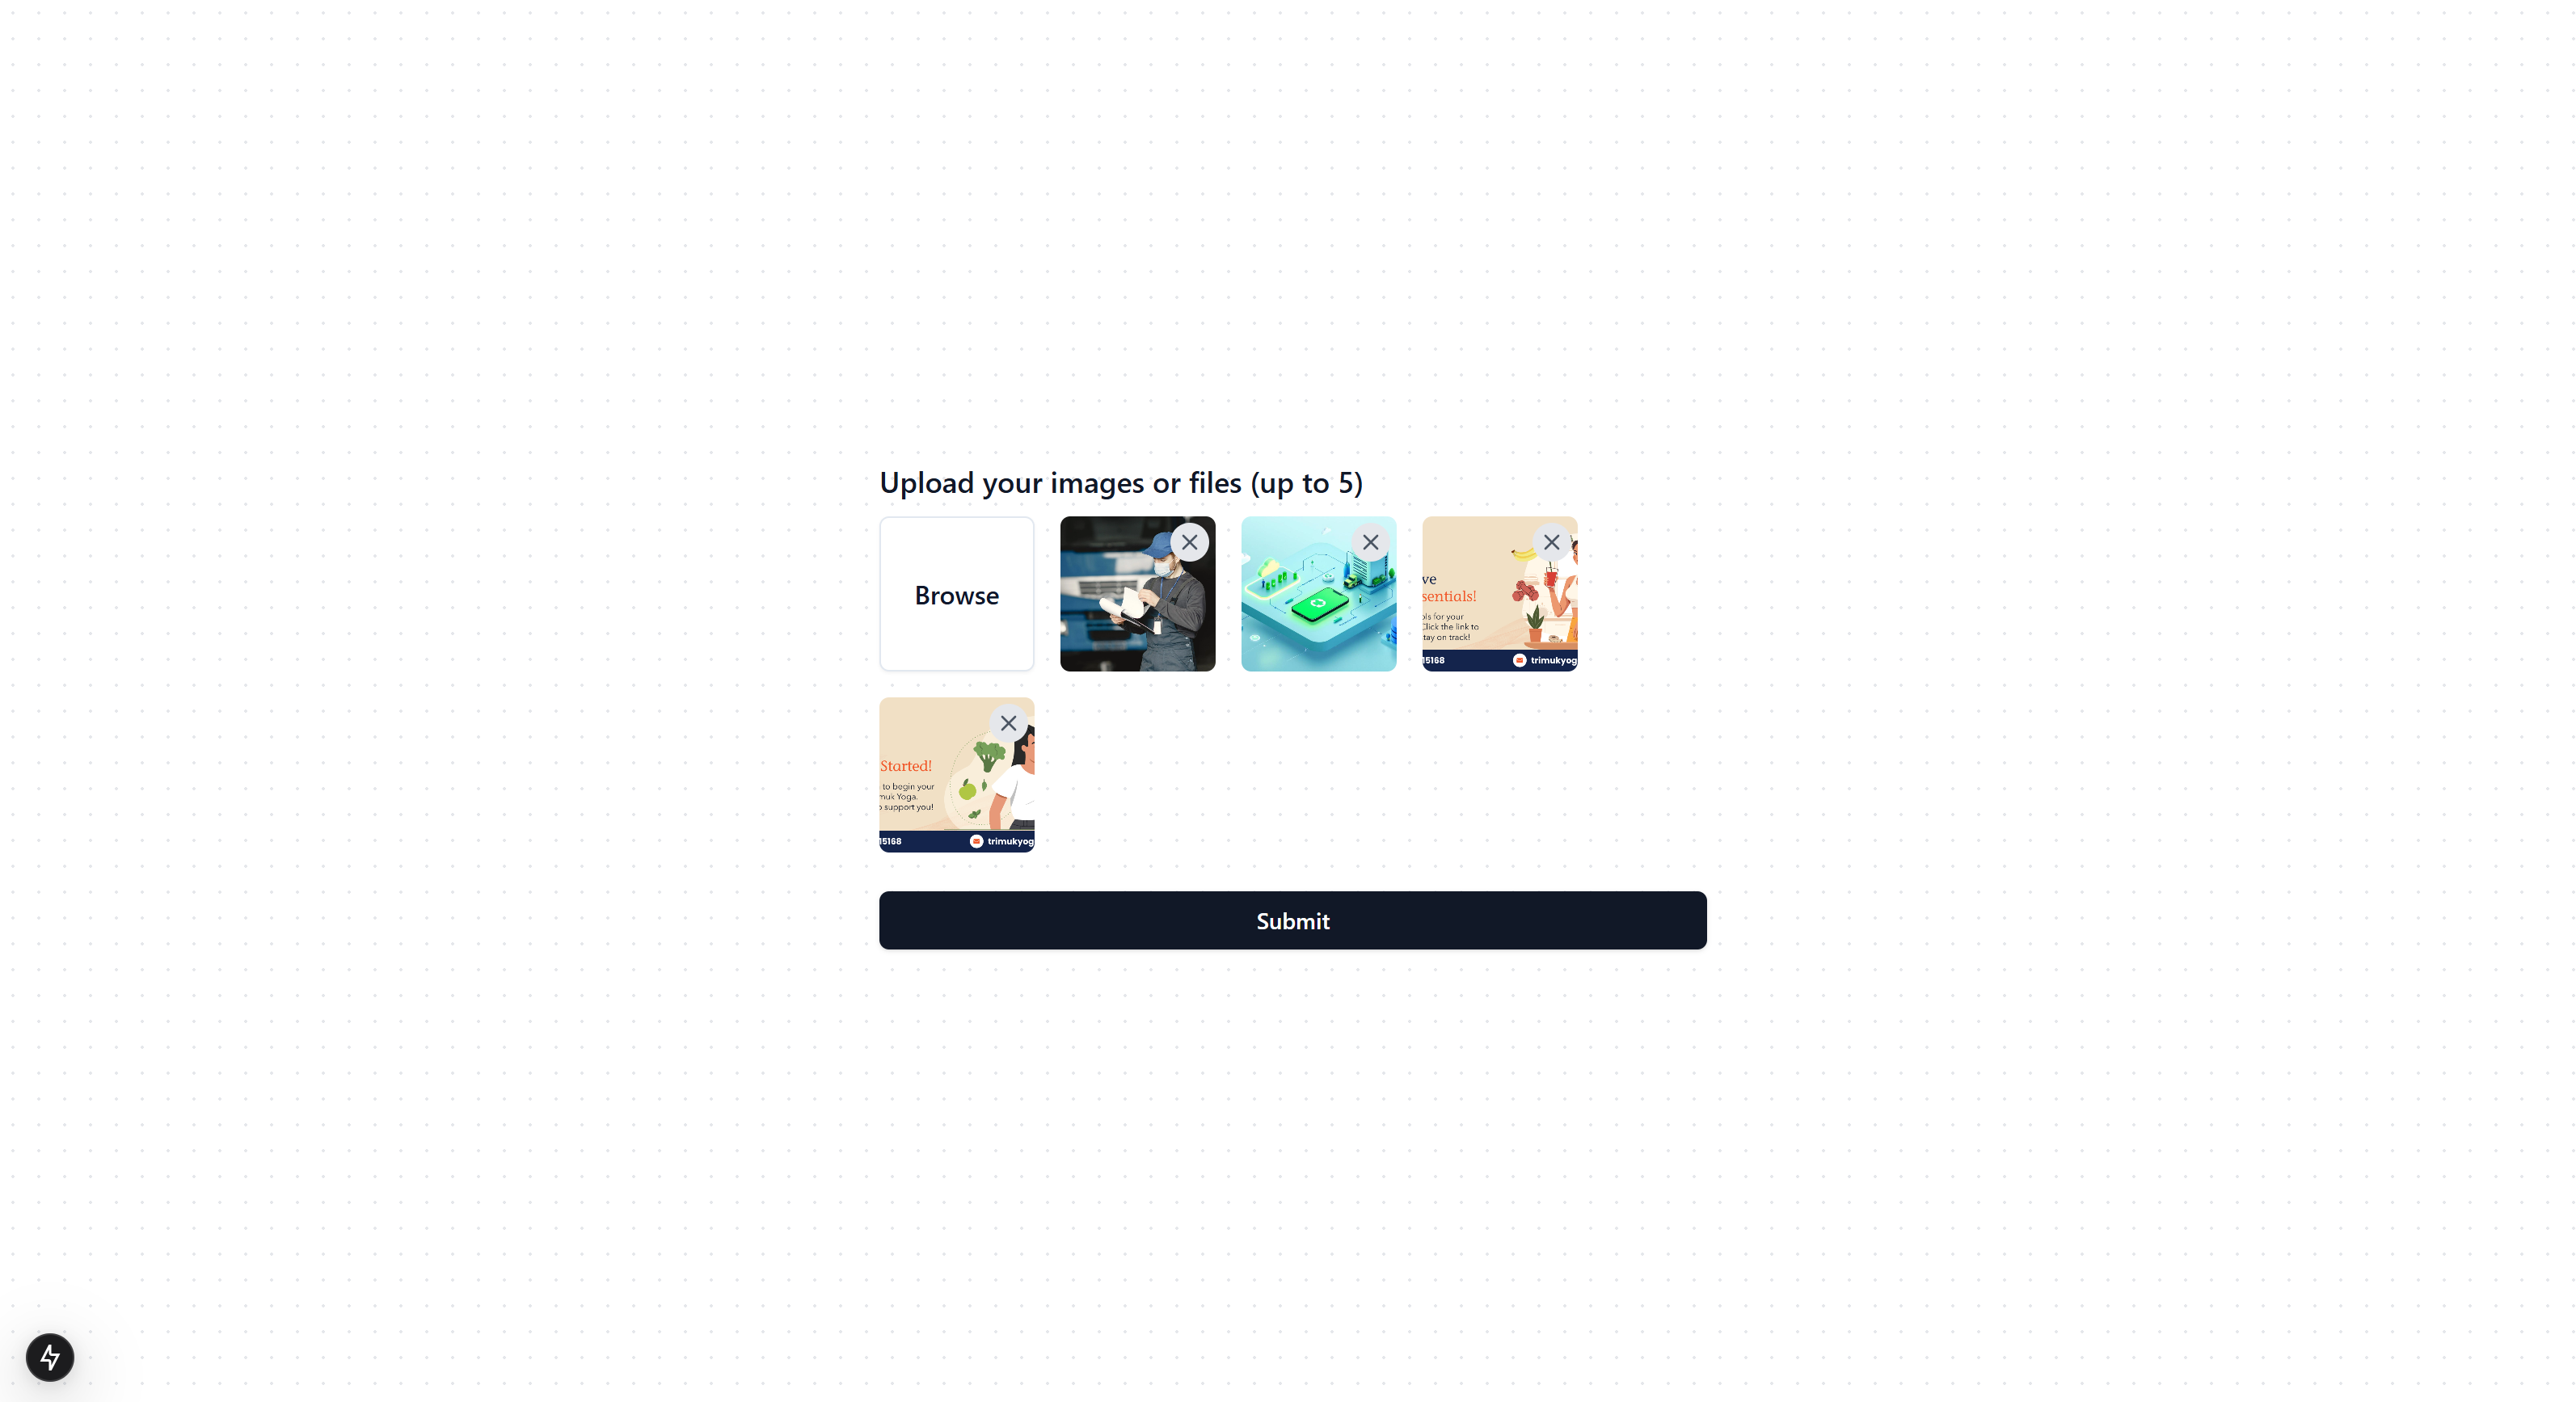 Upload your images or files (up to 5)
Browse
ve
sentials!
ols for your
Click the link to
tay on track!
15168
trimukyog
Started!
to begin your
muk Yoga.
o support you!
15168
trimukyog
Submit